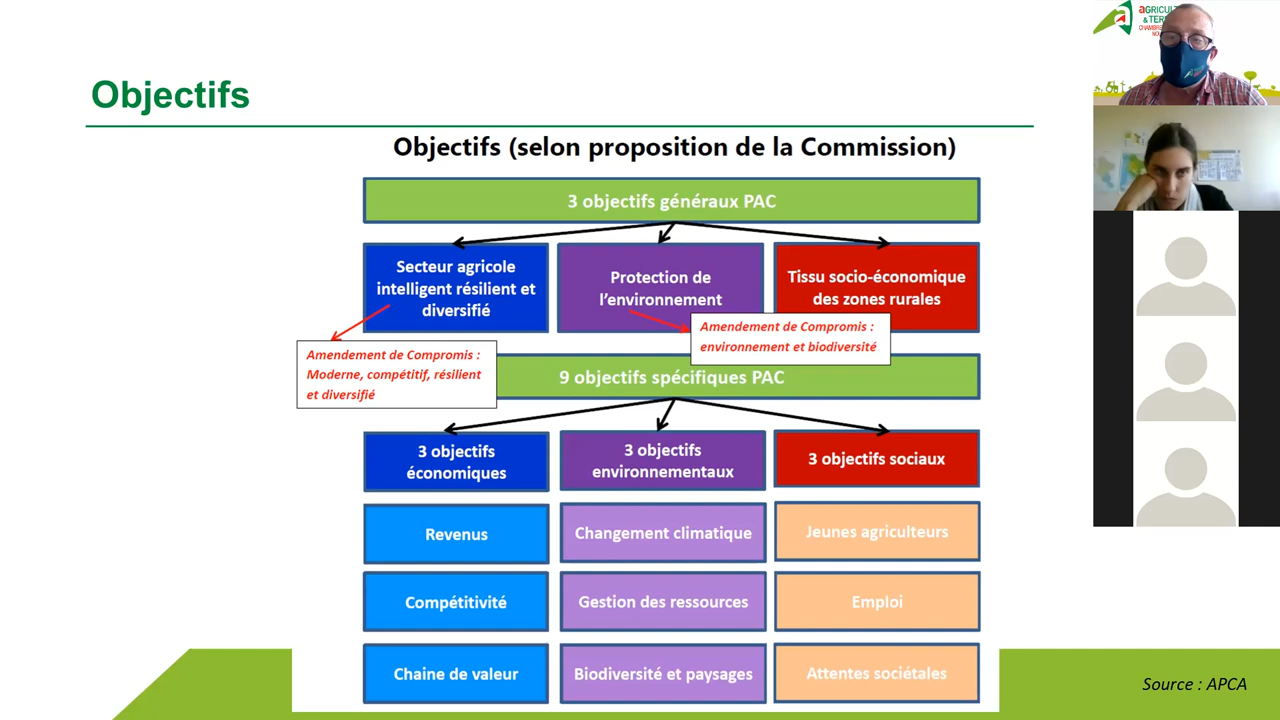 Objectifs
Objectifs (selon proposition de la Commission)
3 objectifs généraux PAC
Secteur agricole
intelligent résilient et
diversifié
Protection de
l'environnement
Tissu socio-économique
des zones rurales
Amendement de Compromis :
environnement et biodiversité
Amendement de Compromis :
Moderne, compétitif, résilient
et diversifié
9 objectifs spécifiques PAC
3 objectifs
économiques
3 objectifs
environnementaux
3 objectifs sociaux
Revenus
Changement climatique
Jeunes agriculteurs
Compétitivité
Gestion des ressources
Emploi
Chaine de valeur
Biodiversité et paysages
Attentes sociétales
Source : APCA